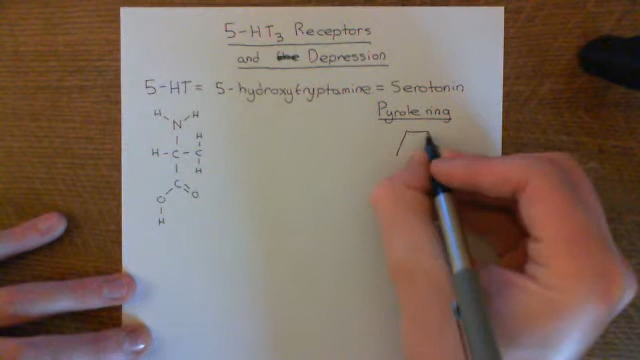 5-HT3 Receptors
and the Depression
5-HT = 5-hydroxytryptamine = Serotonin
Pyrole ring
H H
N
H
H-C-C
H
C
O O
H